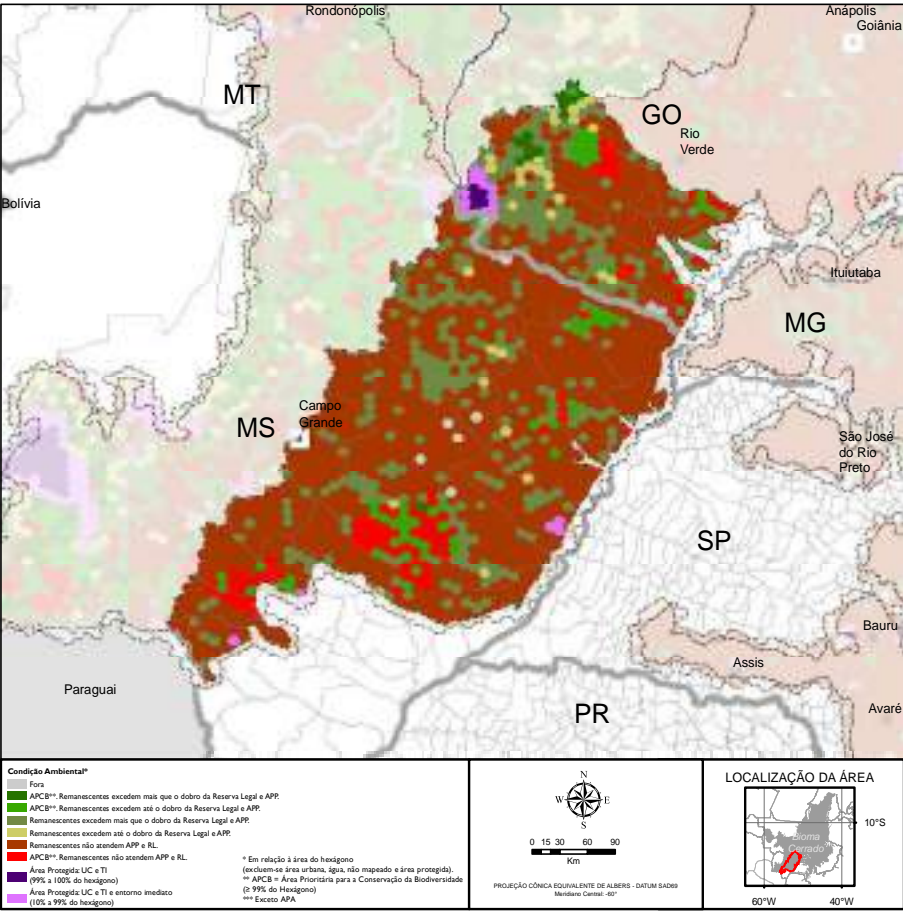 Rondonópolis
Anápolis
Goiânia
MT
GO
Rio
Verde
Bolívia
Ituiutaba
MG
Campo
Grande
MS
São José
do Rio
Preto
SP
Bauru
Assis
Paraguai
Avaré
PR
Condição Ambiental*
Fora
APCB**. Remanescentes excedem mais que o dobro da Reserva Legal e APP.
APCB**. Remanescentes excedem até o dobro da Reserva Legal e APP.
Remanescentes excedem mais que o dobro da Reserva Legal e APP.
Remanescentes excedem até o dobro da Reserva Legal e APP.
Remanescentes não atendem APP e RL.
APCB**. Remanescentes não atendem APP e RL.
Área Protegida: UC e TI
(99% a 100% do hexágono)
Área Protegida: UC e TI e entorno imediato
(10% a 99% do hexágono)
* Em relação à área do hexágono
(excluem-se área urbana, água, não mapeado e área protegida).
** APCB = Área Prioritária para a Conservação da Biodiversidade
(≥ 99% do Hexágono)
*** Exceto APA
N
W E
S
0 15 30 60 90
Km
PROJEÇÃO CÔNICA EQUIVALENTE DE ALBERS - DATUM SAD69
Meridiano Central: -60°
LOCALIZAÇÃO DA ÁREA
10°S
Bioma
Cerrado
60°W 40°W